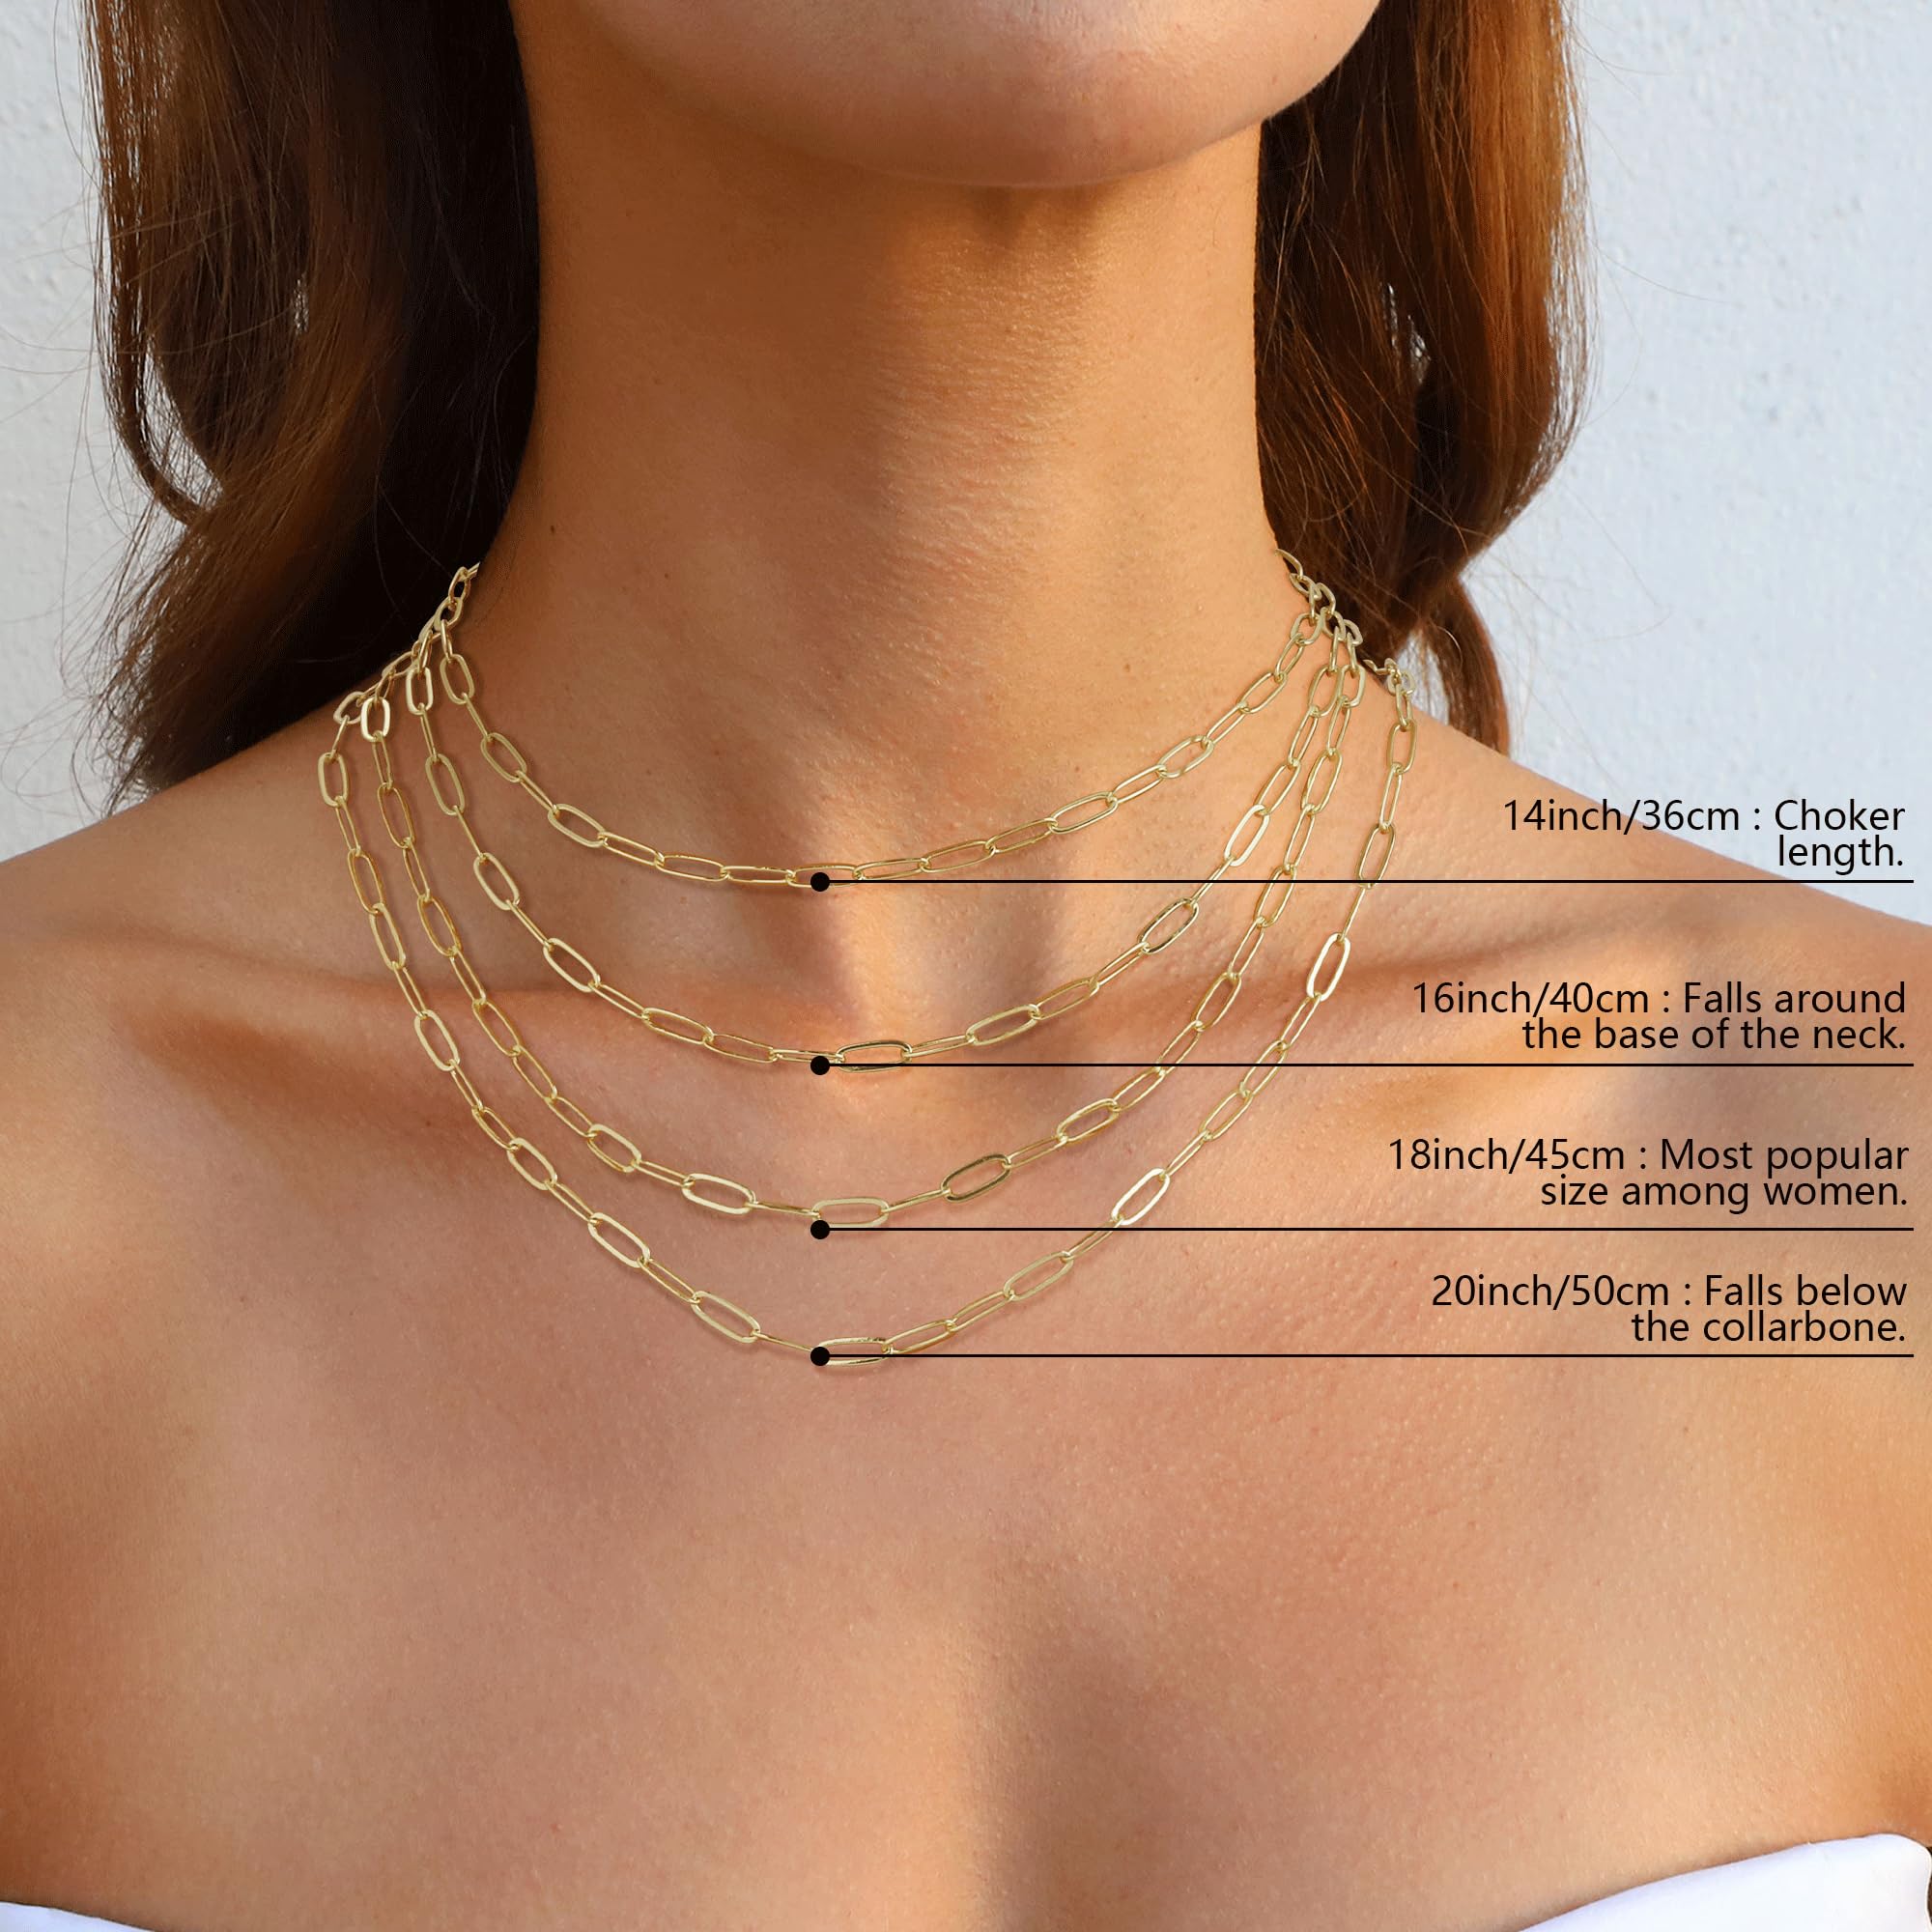 14inch/36cm : Choker
length.
16inch/40cm : Falls around
the base of the neck.
18inch/45cm : Most popular
size among women.
20inch/50cm : Falls below
the collarbone.